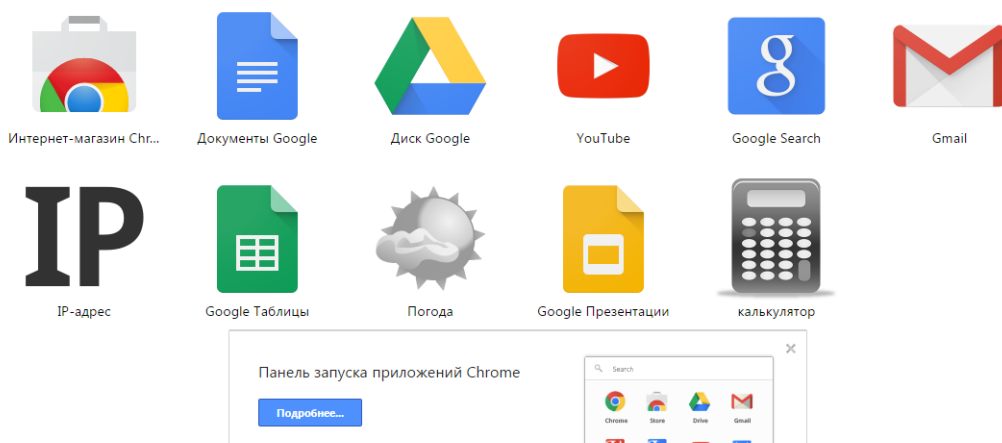 Интернет-магазин Chr...
Документы Google
Диск Google
YouTube
Google Search
Gmail
IP
IP-адрес
Google Таблицы
Погода
Google Презентации
калькулятор
Панель запуска приложений Chrome
Подробнее...
Search
Chrome
Store
Drive
Gmail